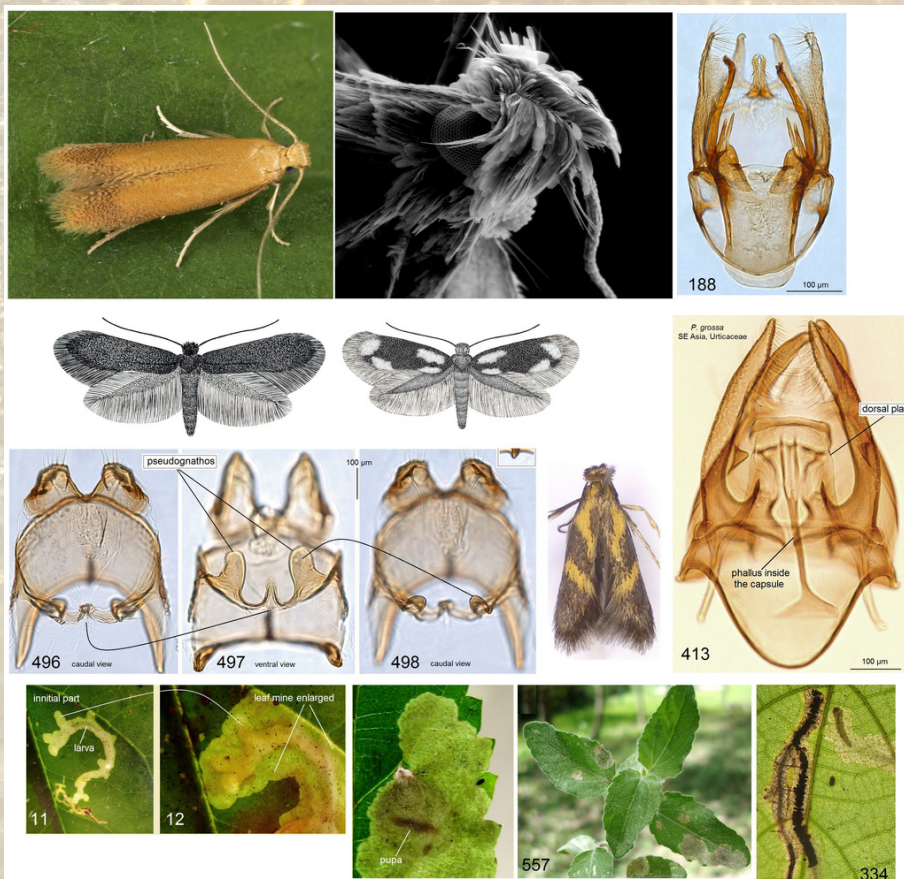 188
100 µm
P. grossa
SE Asia, Urticaceae
dorsal pla
phallus inside
the capsule
413
100 µm
pseudognathos
100 µm
496
caudal view
497
ventral view
498
caudal view
innitial part
larva
11
leaf mine enlarged
12
pupa
557
334